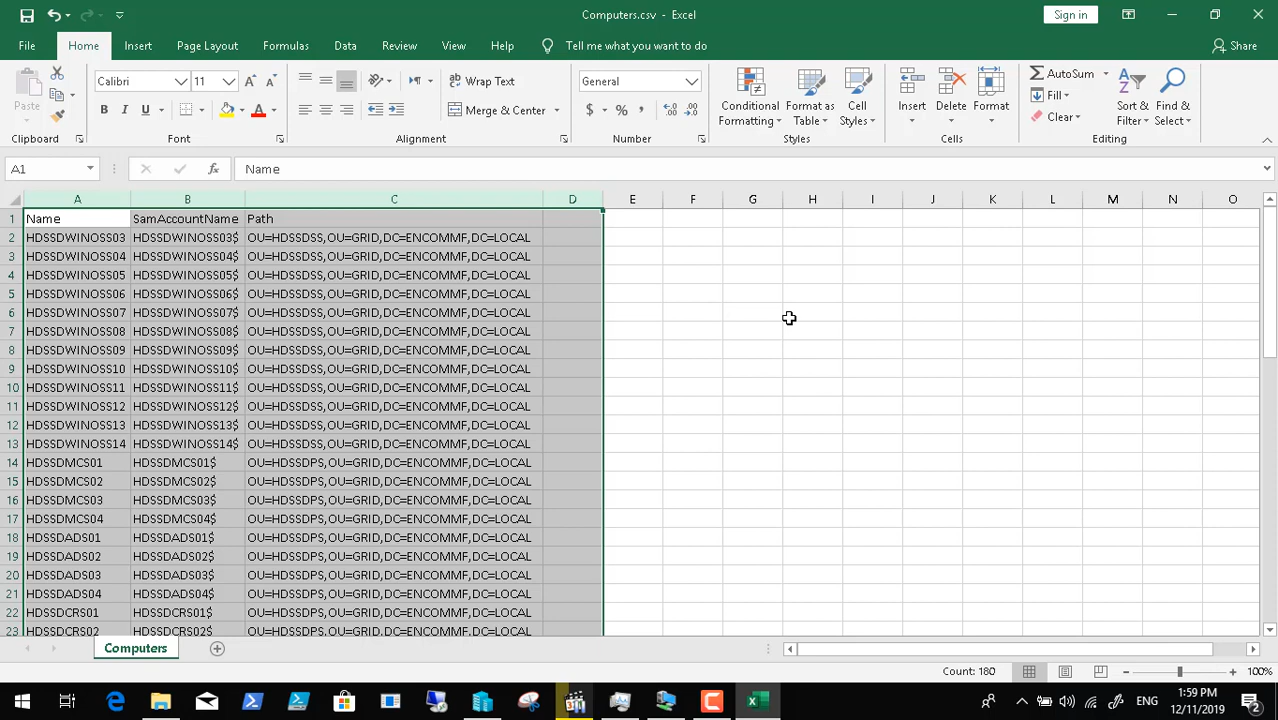 Computers.csv - Excel
Sign in
File Home Insert Page Layout Formulas Data Review View Help Tell me what you want to do Share
Paste
Calibri 11
Wrap Text
Merge & Center
General
Conditional Formatting
Format as Table
Cell Styles
Insert
Delete
Format
AutoSum
Fill
Clear
Sort & Filter
Find & Select
Clipboard Font Alignment Number Styles Cells Editing
A1 fx Name
A B C D E F G H I J K L M N O
1 Name SamAccountName Path
2 HDSSDWINOSS03 HDSSDWINOSS03$ OU=HDSSDSS,OU=GRID,DC=ENCOMMF,DC=LOCAL
3 HDSSDWINOSS04 HDSSDWINOSS04$ OU=HDSSDSS,OU=GRID,DC=ENCOMMF,DC=LOCAL
4 HDSSDWINOSS05 HDSSDWINOSS05$ OU=HDSSDSS,OU=GRID,DC=ENCOMMF,DC=LOCAL
5 HDSSDWINOSS06 HDSSDWINOSS06$ OU=HDSSDSS,OU=GRID,DC=ENCOMMF,DC=LOCAL
6 HDSSDWINOSS07 HDSSDWINOSS07$ OU=HDSSDSS,OU=GRID,DC=ENCOMMF,DC=LOCAL
7 HDSSDWINOSS08 HDSSDWINOSS08$ OU=HDSSDSS,OU=GRID,DC=ENCOMMF,DC=LOCAL
8 HDSSDWINOSS09 HDSSDWINOSS09$ OU=HDSSDSS,OU=GRID,DC=ENCOMMF,DC=LOCAL
9 HDSSDWINOSS10 HDSSDWINOSS10$ OU=HDSSDSS,OU=GRID,DC=ENCOMMF,DC=LOCAL
10 HDSSDWINOSS11 HDSSDWINOSS11$ OU=HDSSDSS,OU=GRID,DC=ENCOMMF,DC=LOCAL
11 HDSSDWINOSS12 HDSSDWINOSS12$ OU=HDSSDSS,OU=GRID,DC=ENCOMMF,DC=LOCAL
12 HDSSDWINOSS13 HDSSDWINOSS13$ OU=HDSSDSS,OU=GRID,DC=ENCOMMF,DC=LOCAL
13 HDSSDWINOSS14 HDSSDWINOSS14$ OU=HDSSDSS,OU=GRID,DC=ENCOMMF,DC=LOCAL
14 HDSSDMCS01 HDSSDMCS01$ OU=HDSSDPS,OU=GRID,DC=ENCOMMF,DC=LOCAL
15 HDSSDMCS02 HDSSDMCS02$ OU=HDSSDPS,OU=GRID,DC=ENCOMMF,DC=LOCAL
16 HDSSDMCS03 HDSSDMCS03$ OU=HDSSDPS,OU=GRID,DC=ENCOMMF,DC=LOCAL
17 HDSSDMCS04 HDSSDMCS04$ OU=HDSSDPS,OU=GRID,DC=ENCOMMF,DC=LOCAL
18 HDSSDADS01 HDSSDADS01$ OU=HDSSDPS,OU=GRID,DC=ENCOMMF,DC=LOCAL
19 HDSSDADS02 HDSSDADS02$ OU=HDSSDPS,OU=GRID,DC=ENCOMMF,DC=LOCAL
20 HDSSDADS03 HDSSDADS03$ OU=HDSSDPS,OU=GRID,DC=ENCOMMF,DC=LOCAL
21 HDSSDADS04 HDSSDADS04$ OU=HDSSDPS,OU=GRID,DC=ENCOMMF,DC=LOCAL
22 HDSSDCRS01 HDSSDCRS01$ OU=HDSSDPS,OU=GRID,DC=ENCOMMF,DC=LOCAL
23 HDSSDCRS02 HDSSDCRS02$ OU=HDSSDPS,OU=GRID,DC=ENCOMMF,DC=LOCAL
Computers
Count: 180 100%
ENG
1:59 PM
12/11/2019
2